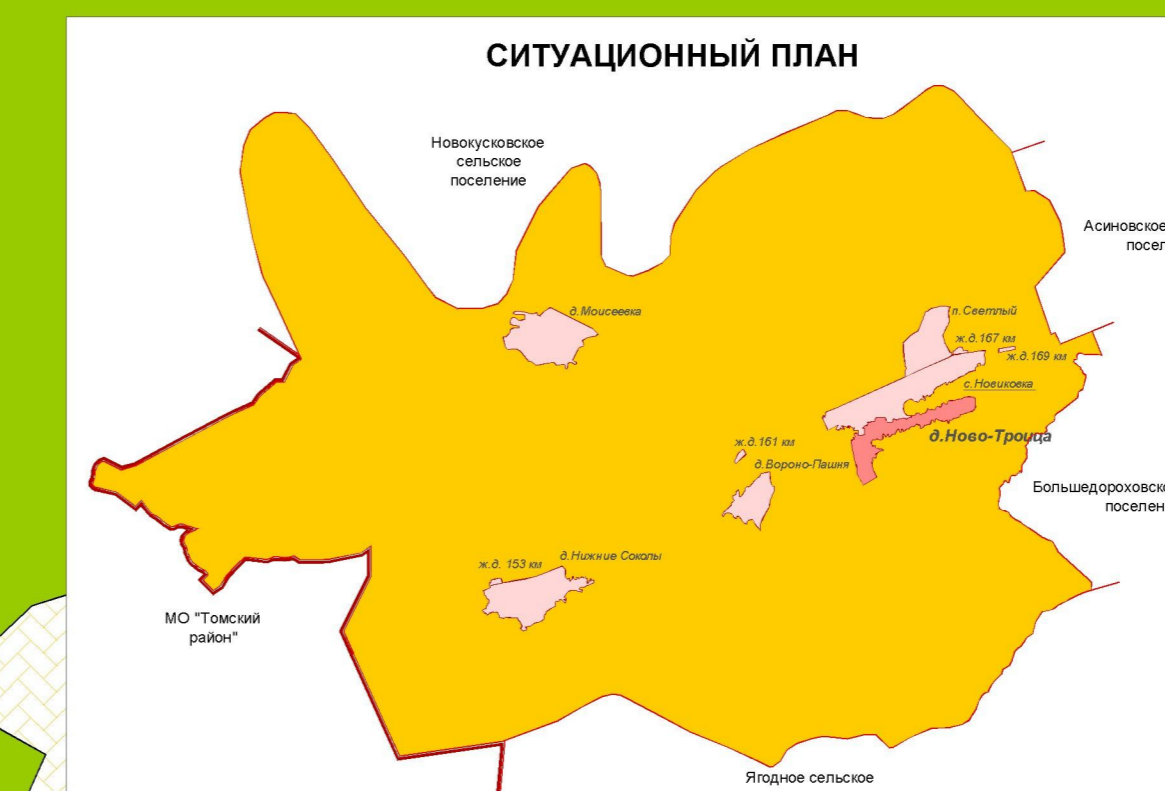 СИТУАЦИОННЫЙ ПЛАН
Новокусковское
сельское
поселение
Асиновское
посел
д.Моисеевка
п.Светлый
ж.д.167 км
ж.д.169 км
с.Новиковка
д.Ново-Троица
ж.д.161 км
д.Вороно-Пашня
Большедороховско
поселен
ж.д. 153 км
д.Нижние Соколы
МО "Томский
район"
Ягодное сельское